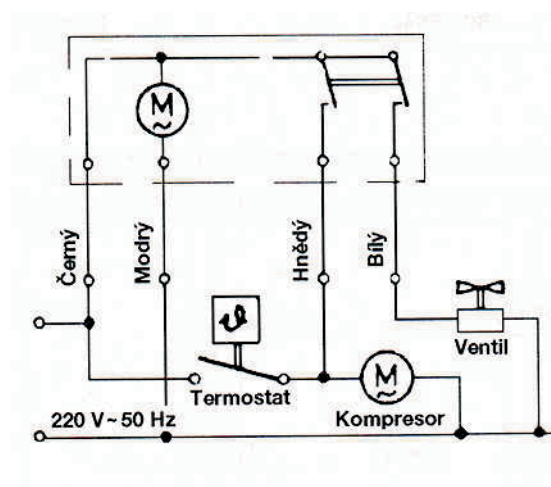 M
~
Černý
Modrý
Hnědý
Bílý
ϑ
Termostat
M
~
Kompresor
Ventil
220 V~50 Hz